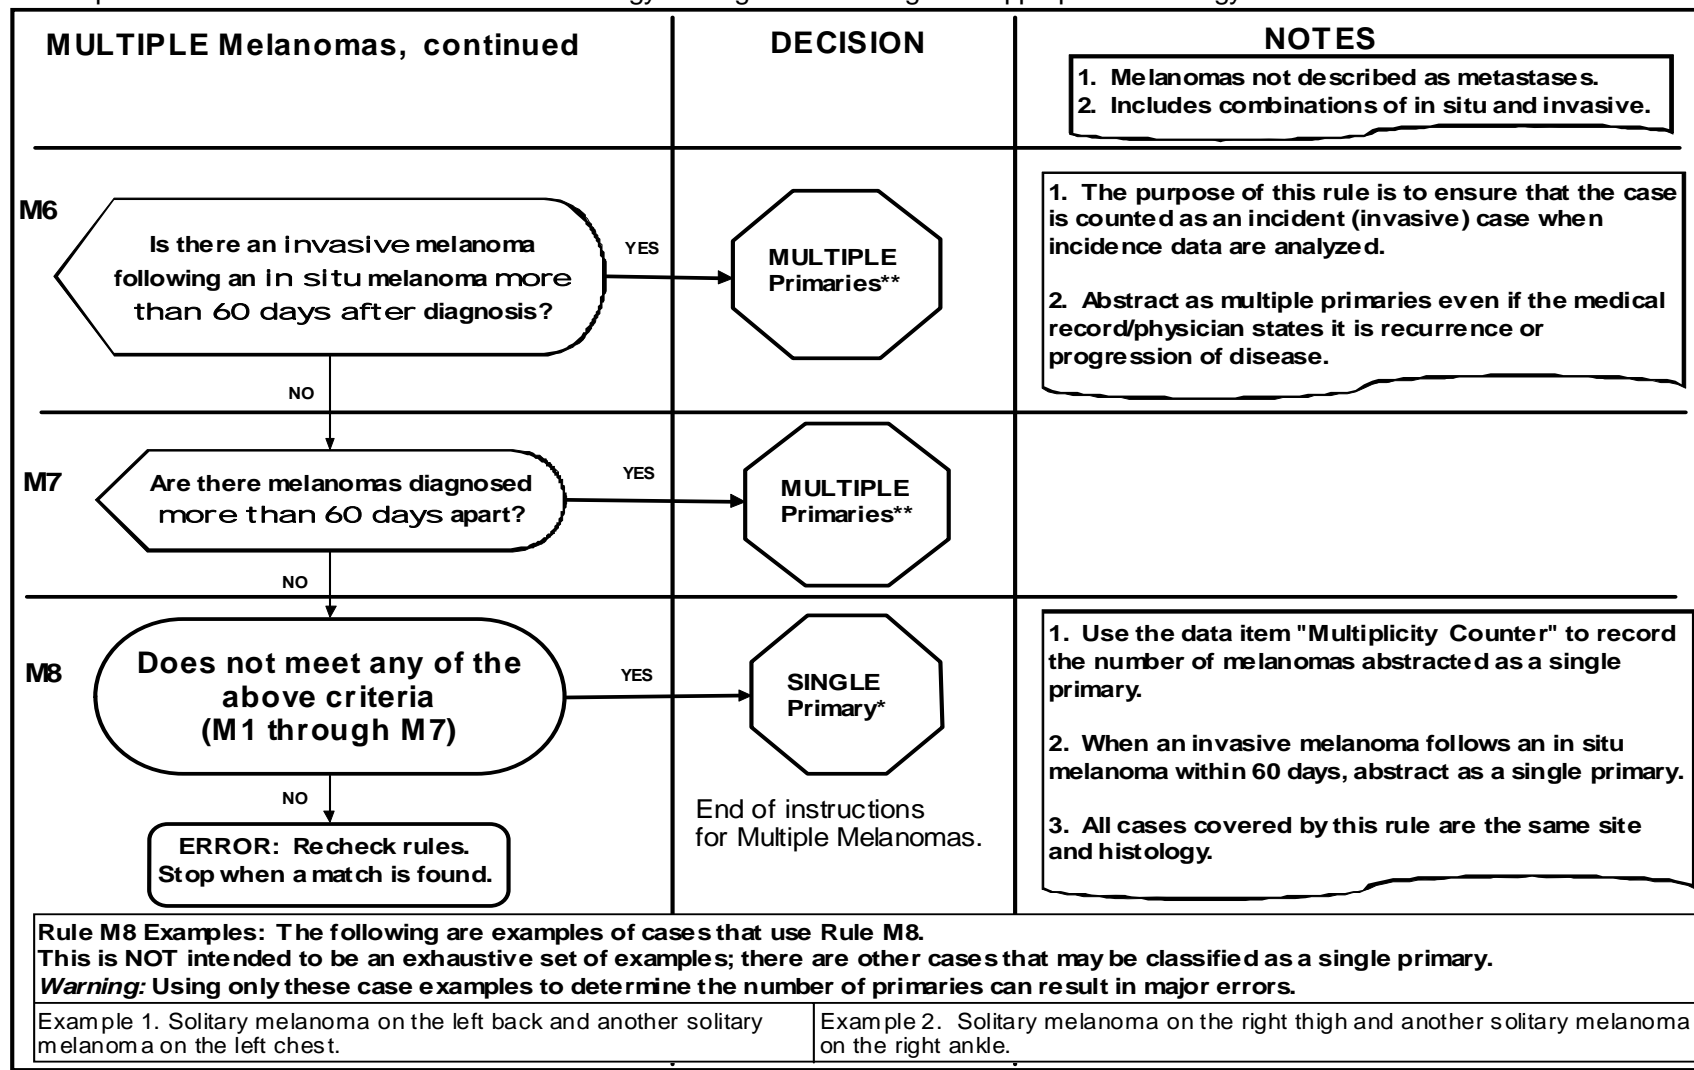 MULTIPLE Melanomas, continued
DECISION
NOTES
1. Melanomas not described as metastases.
2. Includes combinations of in situ and invasive.
M6
Is there an invasive melanoma
following an in situ melanoma more
than 60 days after diagnosis?
YES
MULTIPLE
Primaries**
1. The purpose of this rule is to ensure that the case
is counted as an incident (invasive) case when
incidence data are analyzed.
2. Abstract as multiple primaries even if the medical
record/physician states it is recurrence or
progression of disease.
NO
M7
Are there melanomas diagnosed
more than 60 days apart?
YES
MULTIPLE
Primaries**
NO
M8
Does not meet any of the
above criteria
(M1 through M7)
YES
SINGLE
Primary*
1. Use the data item "Multiplicity Counter" to record
the number of melanomas abstracted as a single
primary.
2. When an invasive melanoma follows an in situ
melanoma within 60 days, abstract as a single primary.
3. All cases covered by this rule are the same site
and histology.
NO
ERROR: Recheck rules.
Stop when a match is found.
End of instructions
for Multiple Melanomas.
Rule M8 Examples: The following are examples of cases that use Rule M8.
This is NOT intended to be an exhaustive set of examples; there are other cases that may be classified as a single primary.
Warning: Using only these case examples to determine the number of primaries can result in major errors.
Example 1. Solitary melanoma on the left back and another solitary
melanoma on the left chest.
Example 2. Solitary melanoma on the right thigh and another solitary melanoma
on the right ankle.